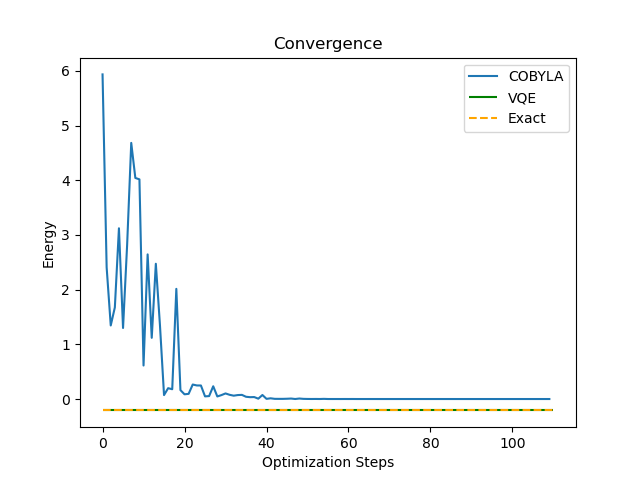 Convergence
6
5
4
3
2
1
0
Energy
COBYLA
VQE
Exact
0 20 40 60 80 100
Optimization Steps